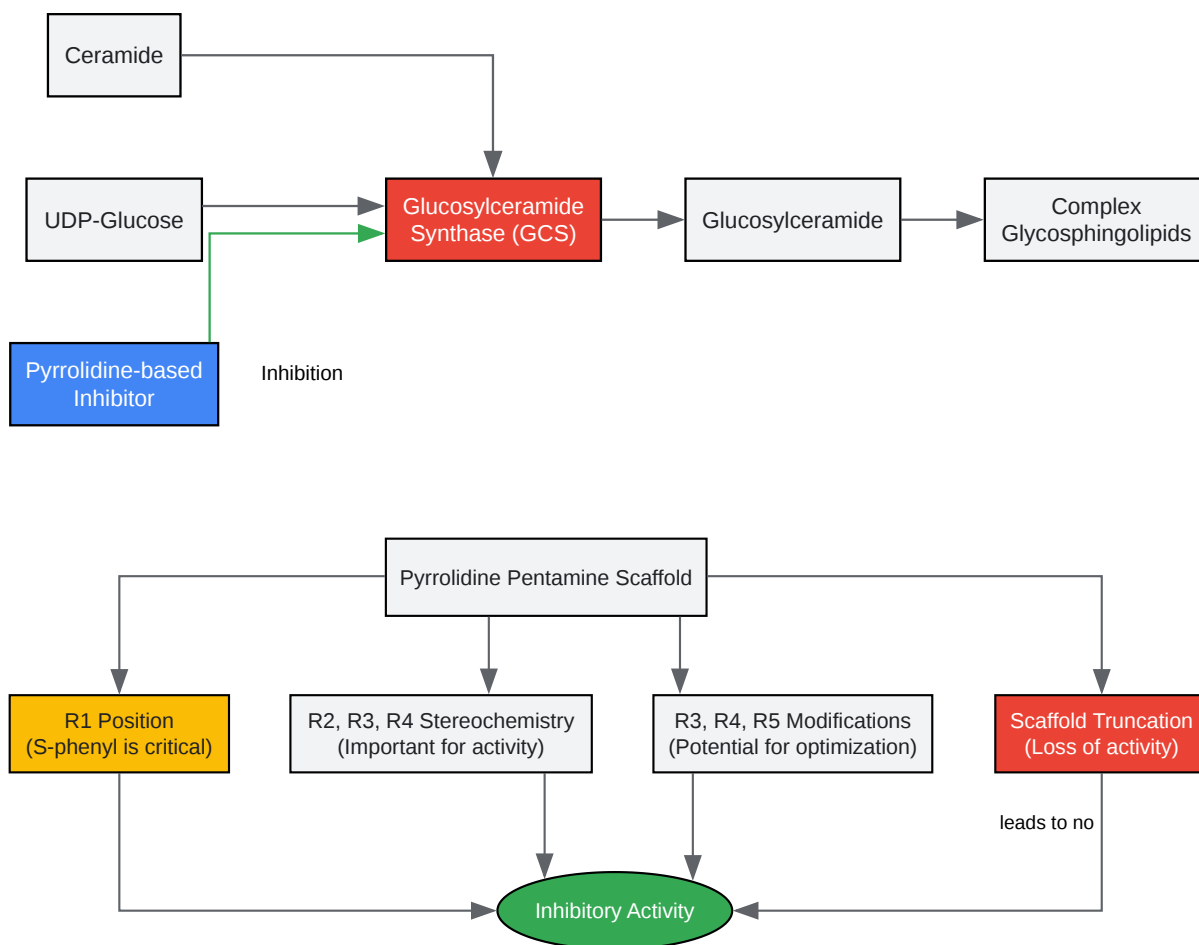 Ceramide
UDP-Glucose
Glucosylceramide
Synthase (GCS)
Glucosylceramide
Complex
Glycosphingolipids
Pyrrolidine-based
Inhibitor
Inhibition
Pyrrolidine Pentamine Scaffold
R1 Position
(S-phenyl is critical)
R2, R3, R4 Stereochemistry
(Important for activity)
R3, R4, R5 Modifications
(Potential for optimization)
Scaffold Truncation
(Loss of activity)
leads to no
Inhibitory Activity